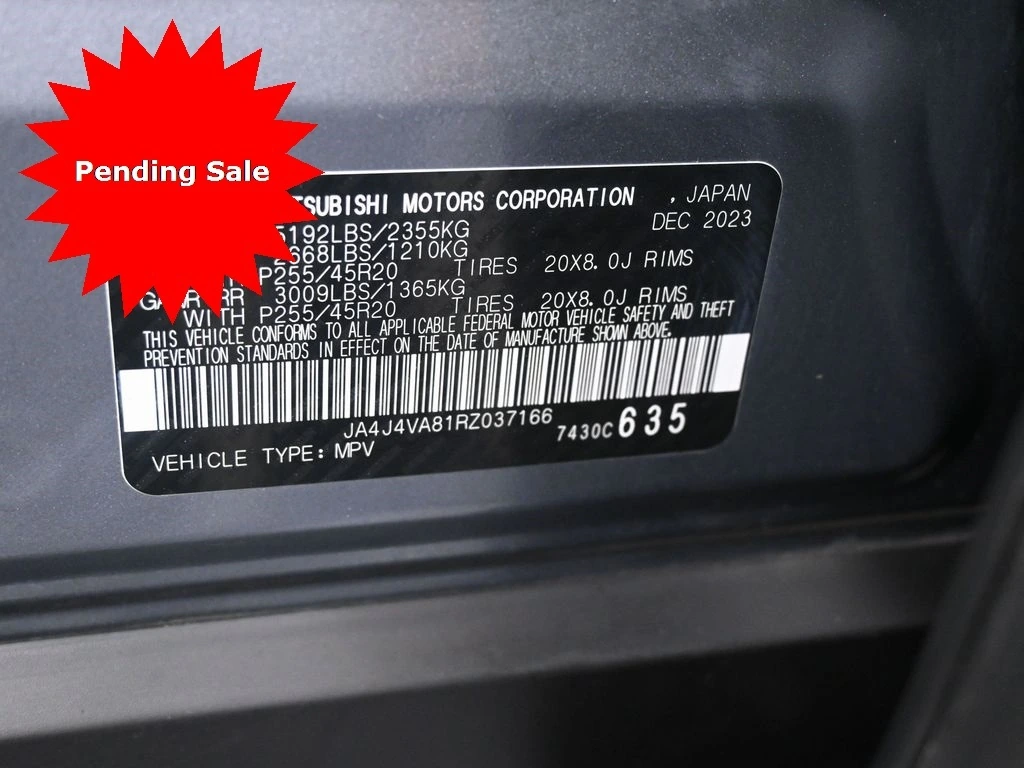 Pending Sale
MOTORS CORPORATION , JAPAN
DEC 2023
5192LBS/2355KG
2668LBS/1210KG
P255/45R20 TIRES 20X8.0J RIMS
RR 3009LBS/1365KG
WITH P255/45R20 TIRES 20X8.0J RIMS
THIS VEHICLE CONFORMS TO ALL APPLICABLE FEDERAL MOTOR VEHICLE SAFETY AND THEFT
PREVENTION STANDARDS IN EFFECT ON THE DATE OF MANUFACTURE SHOWN ABOVE.
JA4J4VA81RZ037166
7430C 635
VEHICLE TYPE: MPV